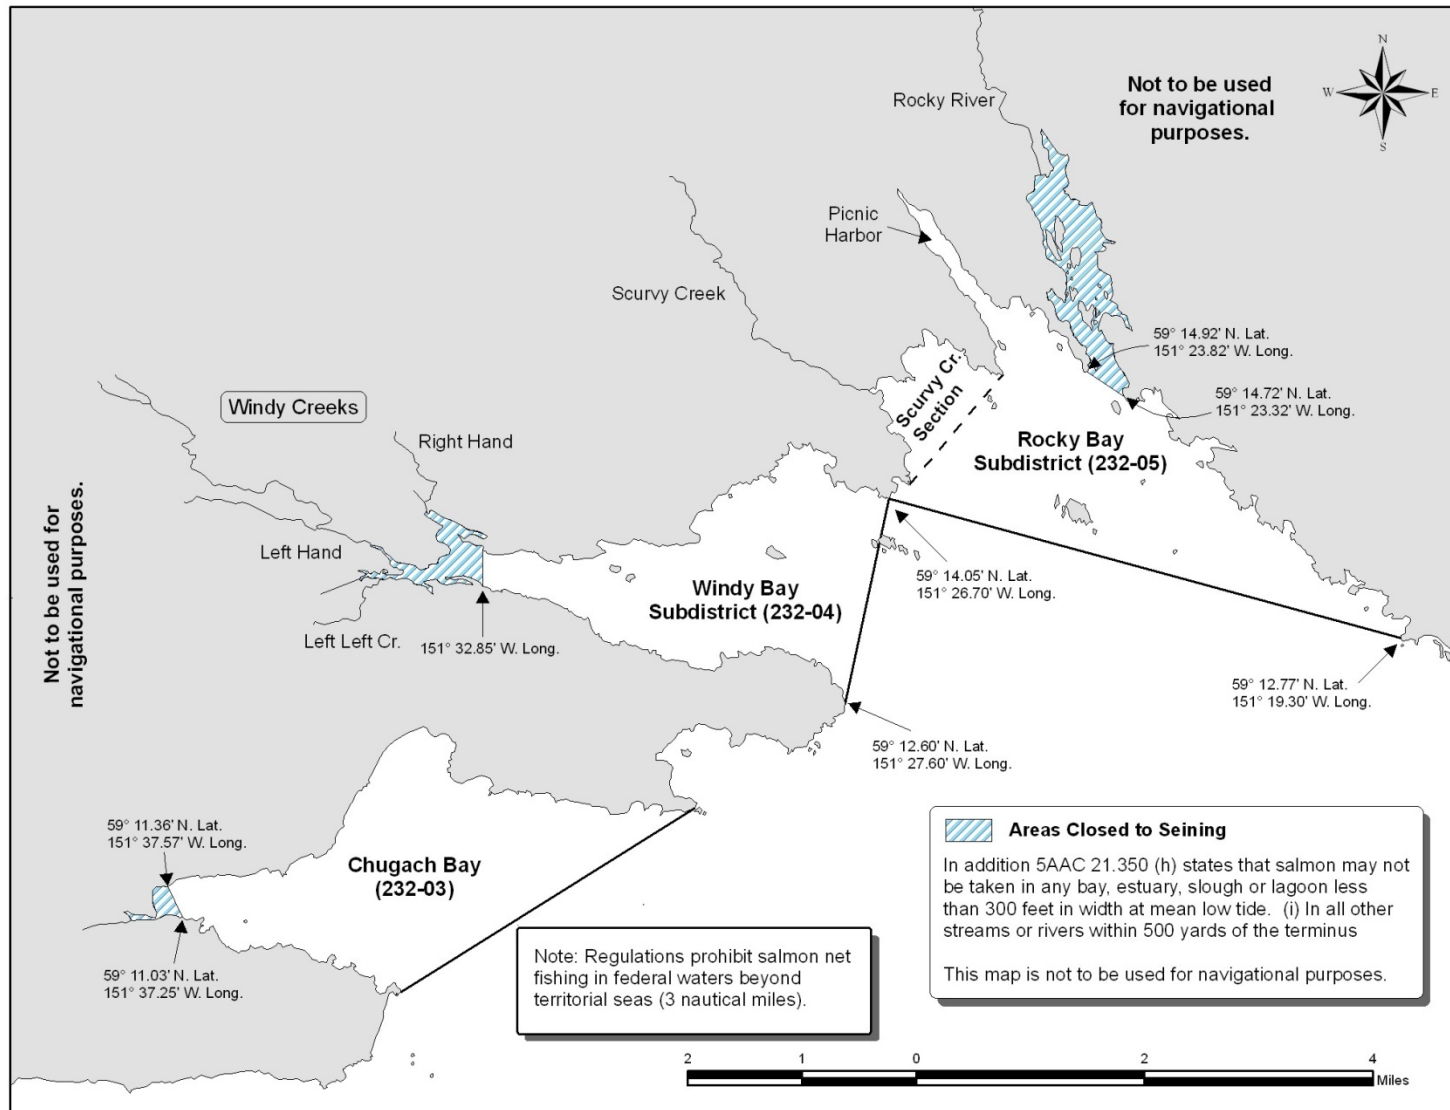 N
W
E
S
Not to be used
for navigational
purposes.
Rocky River
Picnic
Harbor
Scurvy Creek
59° 14.92' N. Lat.
151° 23.82' W. Long.
59° 14.72' N. Lat.
151° 23.32' W. Long.
Scurvy Cr.
Section
Windy Creeks
Right Hand
Rocky Bay
Subdistrict (232-05)
Not to be used for
navigational purposes.
Left Hand
Left Left Cr.
151° 32.85' W. Long.
Windy Bay
Subdistrict (232-04)
59° 14.05' N. Lat.
151° 26.70' W. Long.
59° 12.77' N. Lat.
151° 19.30' W. Long.
59° 12.60' N. Lat.
151° 27.60' W. Long.
59° 11.36' N. Lat.
151° 37.57' W. Long.
Chugach Bay
(232-03)
59° 11.03' N. Lat.
151° 37.25' W. Long.
Note: Regulations prohibit salmon net
fishing in federal waters beyond
territorial seas (3 nautical miles).
Areas Closed to Seining
In addition 5AAC 21.350 (h) states that salmon may not
be taken in any bay, estuary, slough or lagoon less
than 300 feet in width at mean low tide. (i) In all other
streams or rivers within 500 yards of the terminus
This map is not to be used for navigational purposes.
2 1 0 2 4
Miles